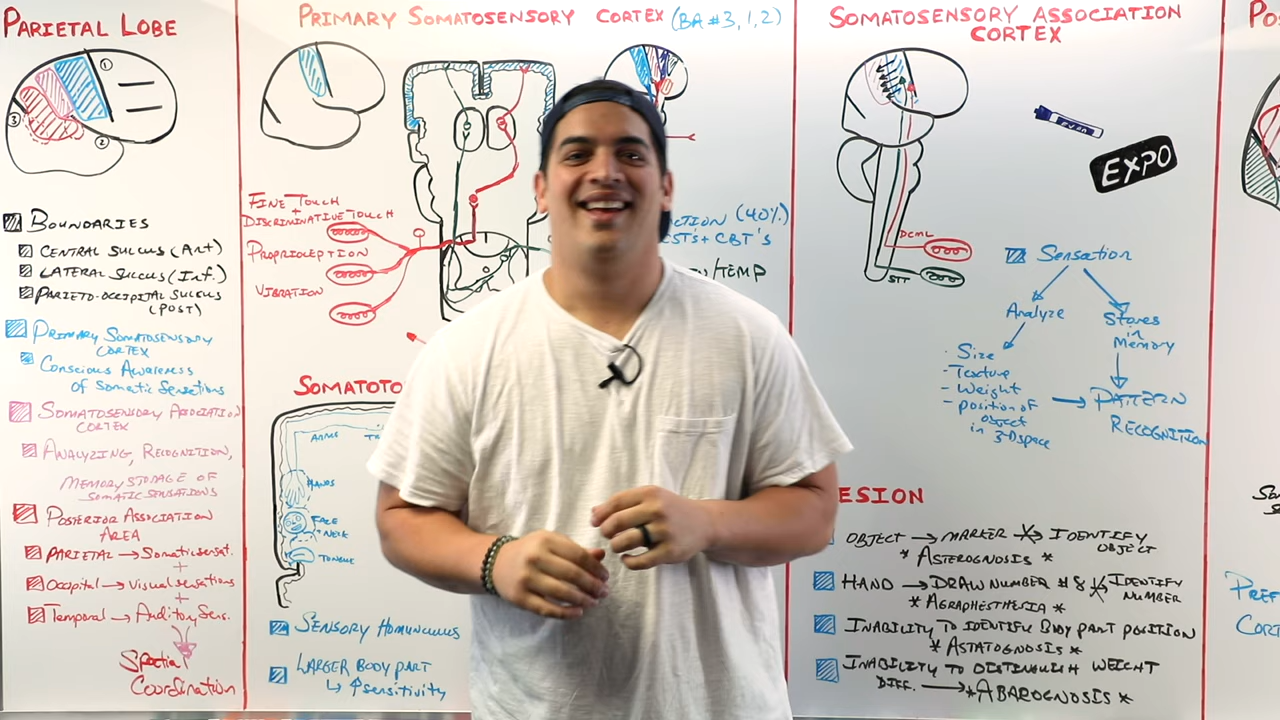 PARIETAL LOBE
1
3
2
BOUNDARIES
CENTRAL SULCUS (ANT)
LATERAL SULCUS (INF.)
PARIETO-OCCIPITAL SULCUS
(POST)
PRIMARY SOMATOSENSORY
CORTEX
CONSCIOUS AWARENESS
OF SOMATIC SENSATIONS
SOMATOSENSORY ASSOCIATION
CORTEX
ANALYZING, RECOGNITION,
MEMORY STORAGE OF
SOMATIC SENSATIONS
POSTERIOR ASSOCIATION
AREA
PARIETAL → Somatic sensat.
+
Occipital → Visual sensations
+
Temporal → Auditory Sens.
Spatial
Coordination
PRIMARY SOMATOSENSORY CORTEX (BA #3, 1, 2)
FINE TOUCH
+
DISCRIMINATIVE TOUCH
PROPRIOCEPTION
VIBRATION
(40%)
CBT'S
/TEMP
SOMATOTO
ARMS
HANDS
FACE
+ NECK
TONGUE
SENSORY HOMUNCULUS
LARGER BODY PART
↳ ↑ sensitivity
SOMATOSENSORY ASSOCIATION
CORTEX
EXPO
DCML
STT
Sensation
Analyze
Stores
in
Memory
· Size
- Texture
- Weight
- position of
object
in 3-D space
→ PATTERN
RECOGNITION
ESION
OBJECT → MARKER → IDENTIFY
OBJECT
* ASTEROGNOSIS *
HAND → DRAW NUMBER #8 → IDENTIFY
NUMBER
* AGRAPHESTHESIA *
INABILITY TO IDENTIFY BODY PART POSITION
* ASTATOGNOSIS *
INABILITY TO DISTINGUISH WEIGHT
DIFF. → * ABAROGNOSIS *
Pos
PREF
CORT